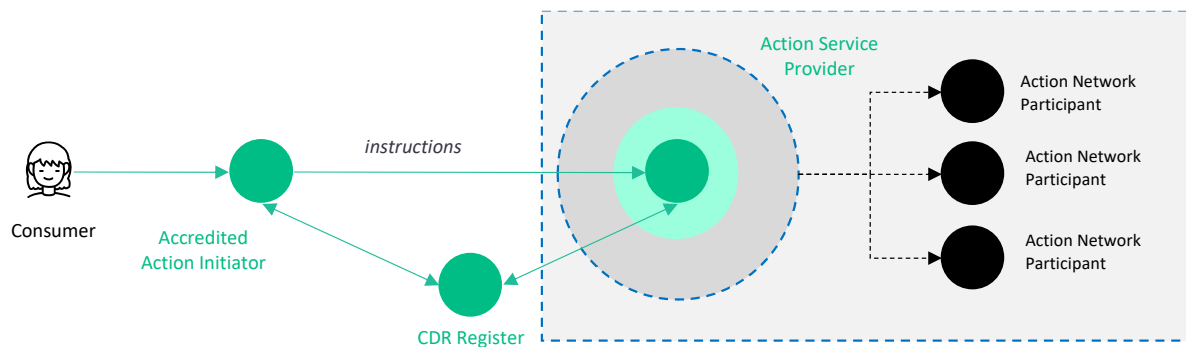 Consumer
Accredited
Action Initiator
instructions
CDR Register
Action Service
Provider
Action Network
Participant
Action Network
Participant
Action Network
Participant